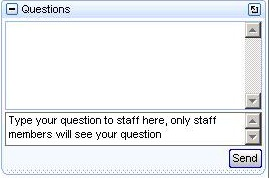 Questions
Type your question to staff here, only staff
members will see your question
Send